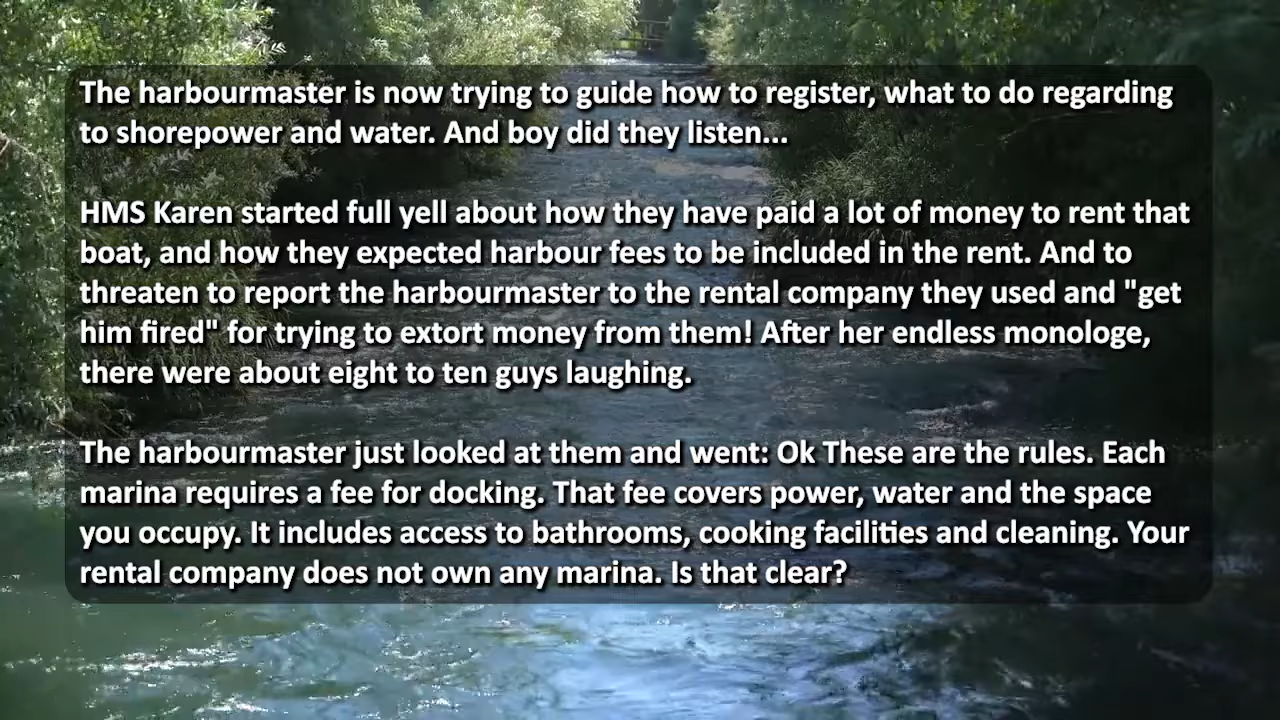 The harbourmaster is now trying to guide how to register, what to do regarding
to shorepower and water. And boy did they listen...
HMS Karen started full yell about how they have paid a lot of money to rent that
boat, and how they expected harbour fees to be included in the rent. And to
threaten to report the harbourmaster to the rental company they used and "get
him fired" for trying to extort money from them! After her endless monologe,
there were about eight to ten guys laughing.
The harbourmaster just looked at them and went: Ok These are the rules. Each
marina requires a fee for docking. That fee covers power, water and the space
you occupy. It includes access to bathrooms, cooking facilities and cleaning. Your
rental company does not own any marina. Is that clear?